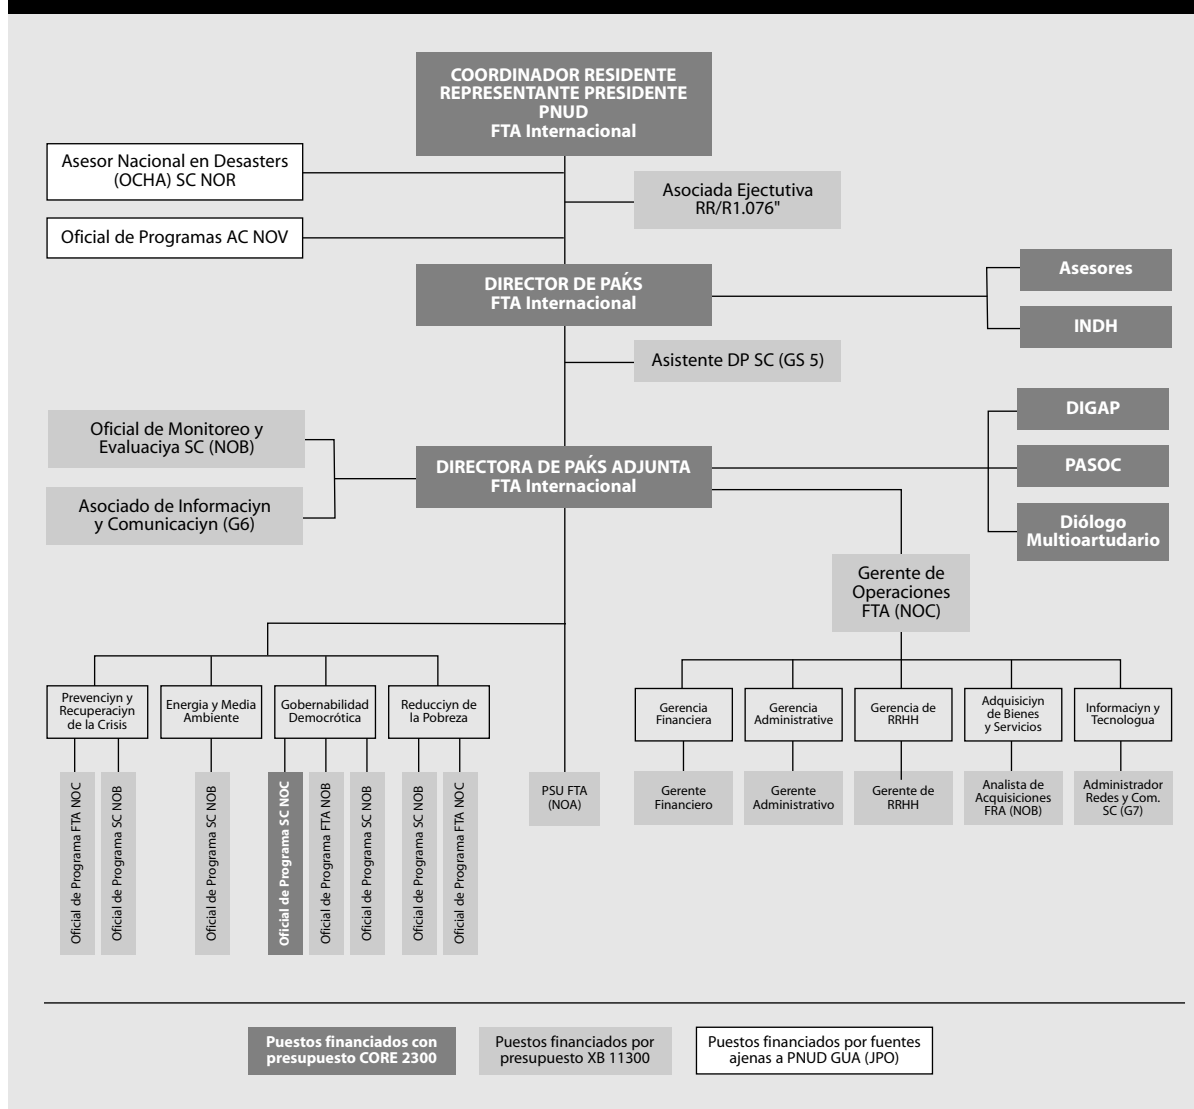 COORDINADOR RESIDENTE
REPRESENTANTE PRESIDENTE
PNUD
FTA Internacional
Asesor Nacional en Desasters
(OCHA) SC NOR
Asociada Ejectutiva
RR/R1.076"
Oficial de Programas AC NOV
DIRECTOR DE PAḰS
FTA Internacional
Asesores
INDH
Asistente DP SC (GS 5)
DIGAP
PASOC
Diólogo
Multioartudario
Oficial de Monitoreo y
Evaluaciya SC (NOB)
DIRECTORA DE PAḰS ADJUNTA
FTA Internacional
Asociado de Informaciyn
y Comunicaciyn (G6)
Gerente de
Operaciones
FTA (NOC)
Prevenciyn y
Recuperaciyn
de la Crisis
Energia y Media
Ambiente
Gobernabilidad
Democrótica
Reducciyn de
la Pobreza
Gerencia
Financiera
Gerencia
Administrative
Gerencia de
RRHH
Adquisiciyn
de Bienes
y Servicios
Informaciyn y
Tecnologua
Oficial de Programa FTA NOC
Oficial de Programa SC NOB
Oficial de Programa SC NOB
Oficial de Programa SC NOC
Oficial de Programa FTA NOB
Oficial de Programa SC NOB
Oficial de Programa SC NOB
Oficial de Programa FTA NOC
PSU FTA
(NOA)
Gerente
Financiero
Gerente
Administrativo
Gerente de
RRHH
Analista de
Acquisiciones
FRA (NOB)
Administrador
Redes y Com.
SC (G7)
Puestos financiados con
presupuesto CORE 2300
Puestos financiados por
presupuesto XB 11300
Puestos financiados por fuentes
ajenas a PNUD GUA (JPO)